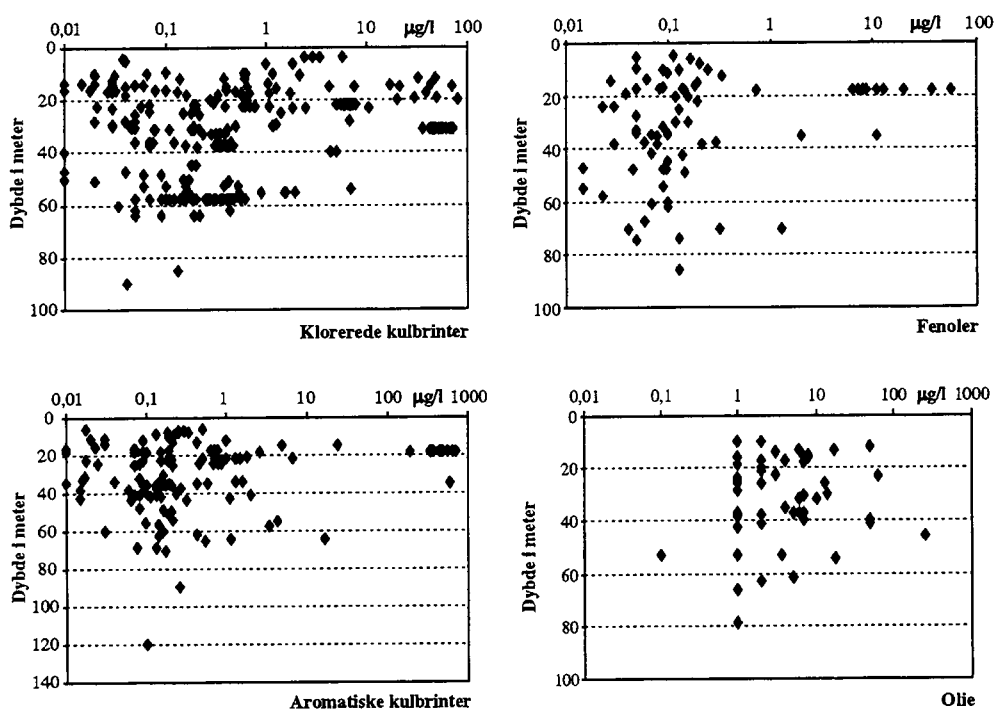 0,01 0,1 1 10 µg/l 100
0
20
40
60
80
100
Dybde i meter
Klorerede kulbrinter
0,01 0,1 1 10 µg/l 100
0
20
40
60
80
100
Dybde i meter
Fenoler
0,01 0,1 1 10 100 µg/l 1000
0
20
40
60
80
100
120
140
Dybde i meter
Aromatiske kulbrinter
0,01 0,1 1 10 100 µg/l 1000
0
20
40
60
80
100
Dybde i meter
Olie